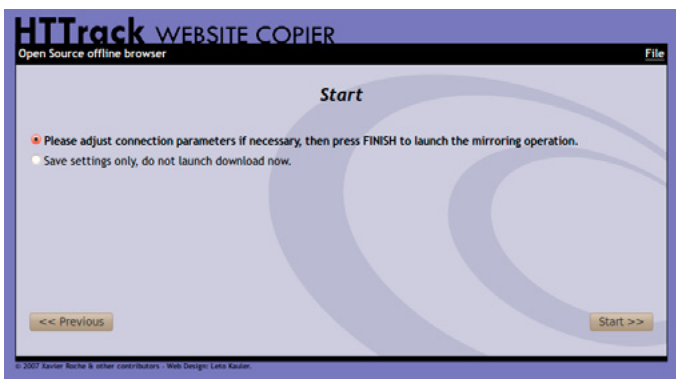 HTTrack WEBSITE COPIER
Open Source offline browser File
Start
Please adjust connection parameters if necessary, then press FINISH to launch the mirroring operation.
Save settings only, do not launch download now.
<< Previous Start >>
© 2007 Xavier Roche & other contributors - Web Design: Leto Kauler.